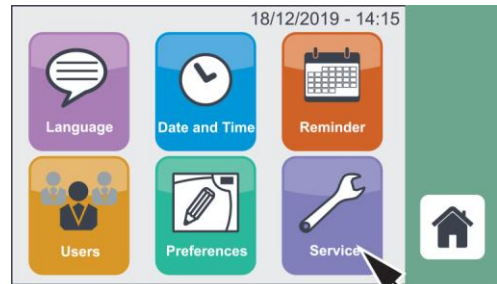 18/12/2019 - 14:15
Language
Date and Time
Reminder
Users
Preferences
Service